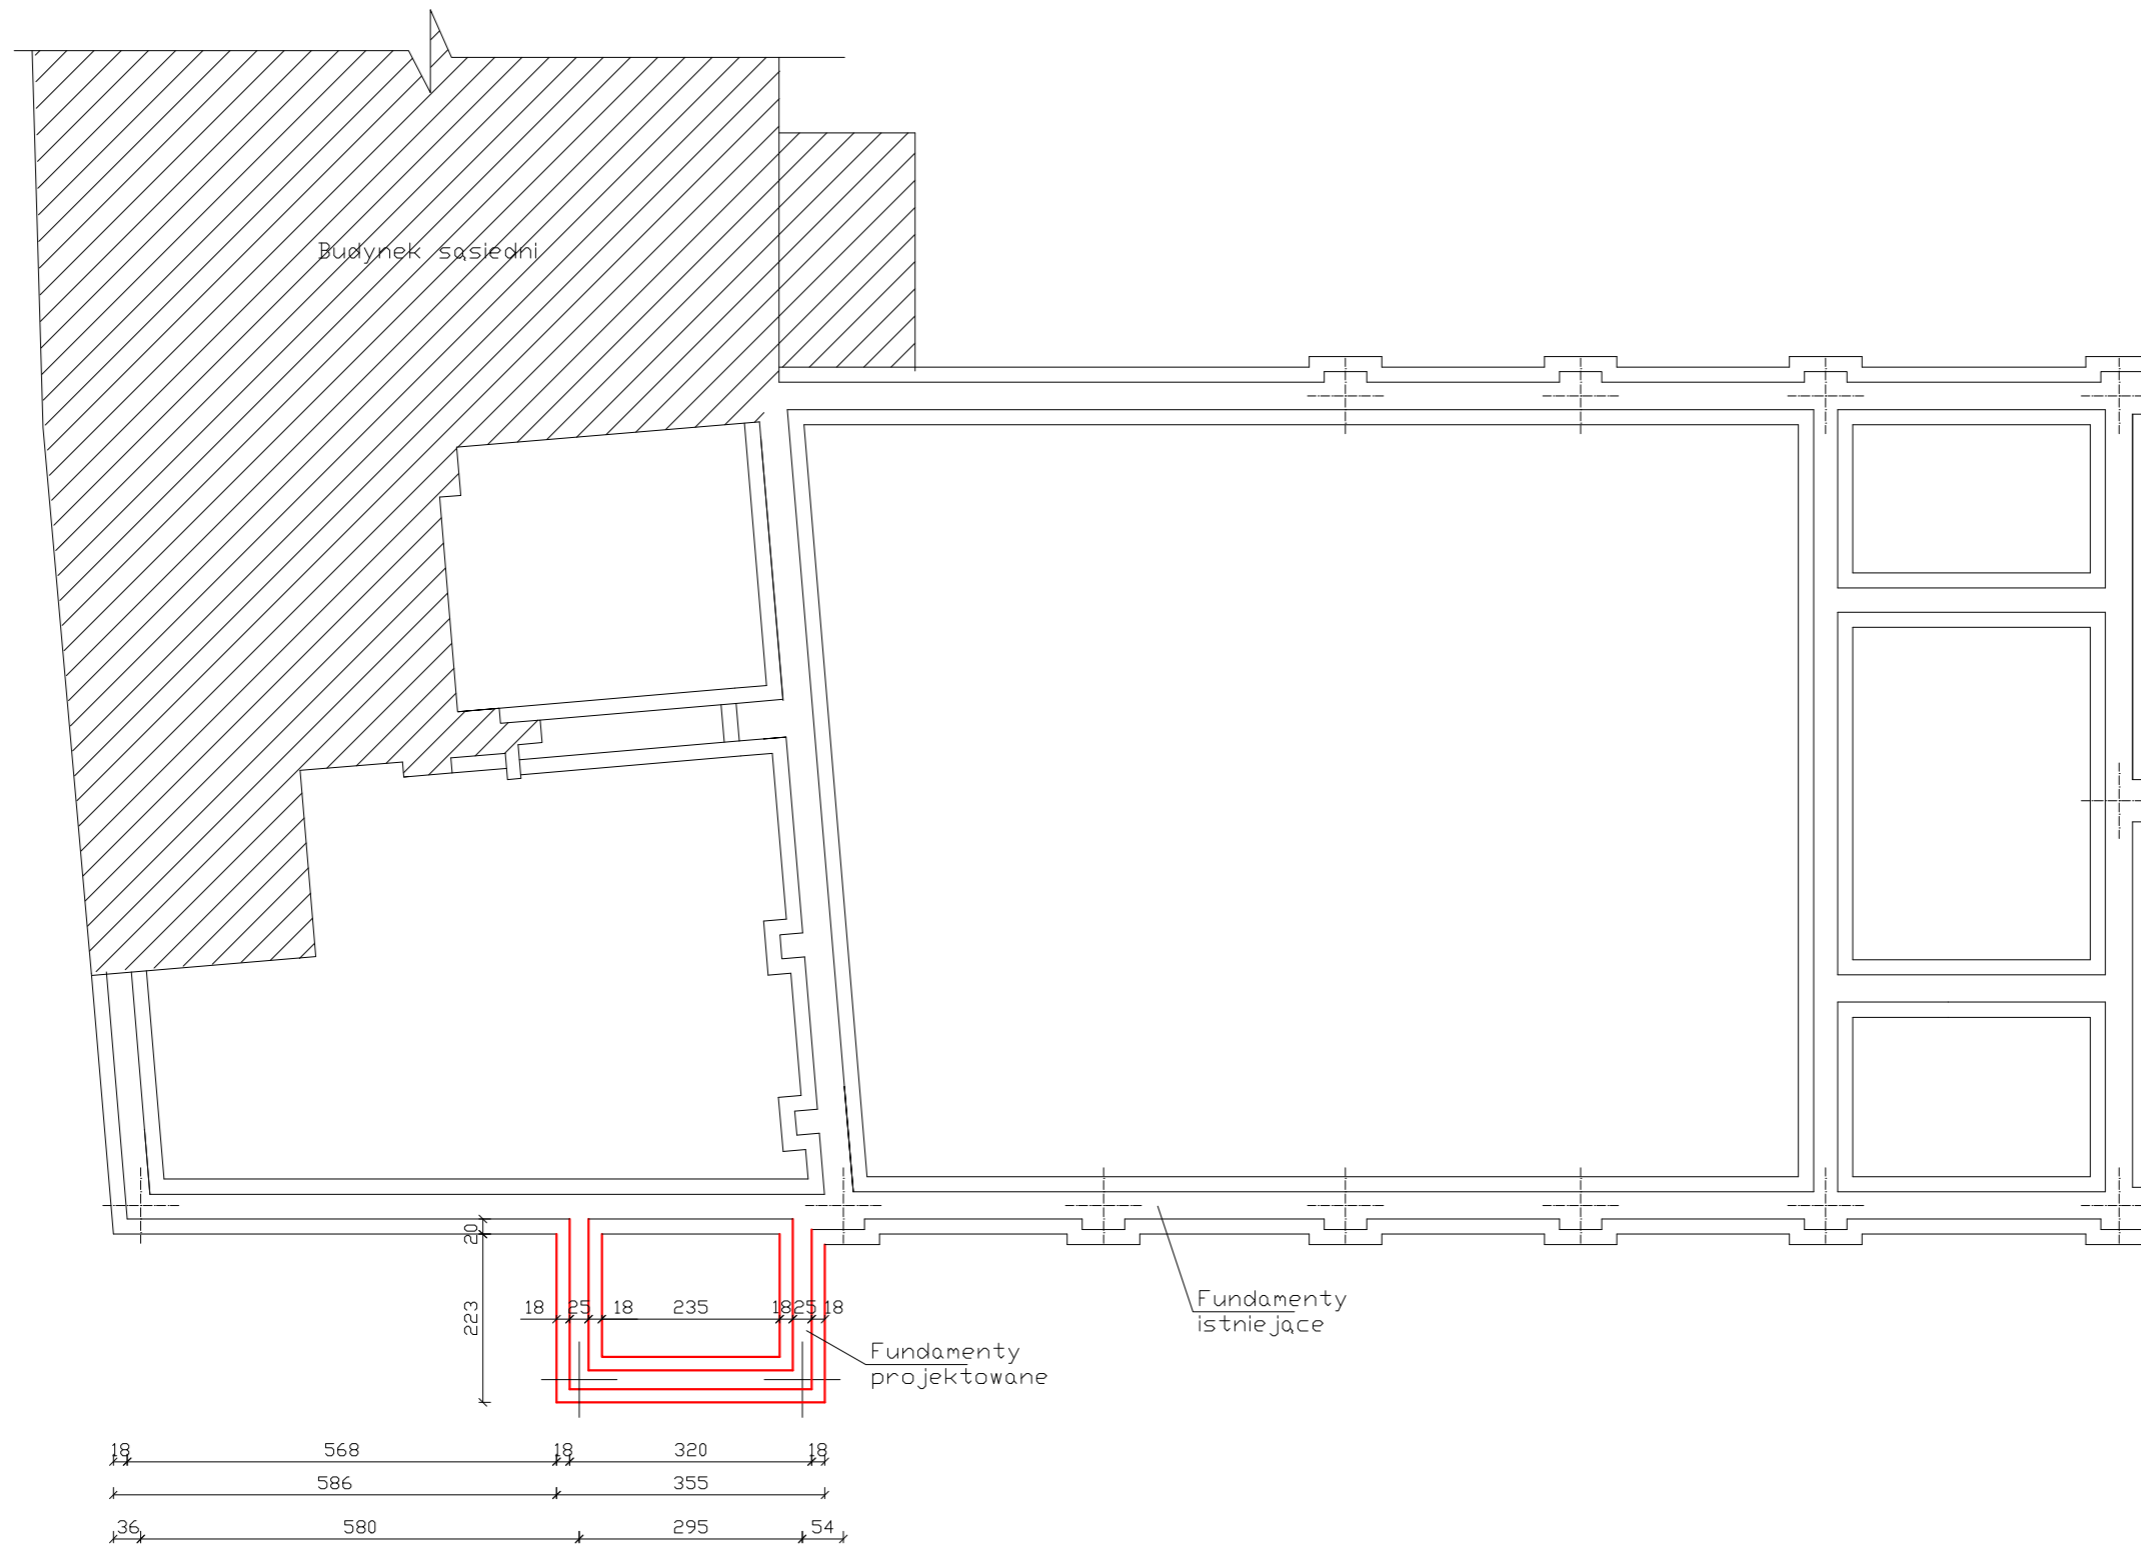 Budynek sąsiedni
20
223
18 25 18 235 18 25 18
Fundamenty
istniejące
Fundamenty
projektowane
18 568 18 320 18
586 355
36 580 295 54